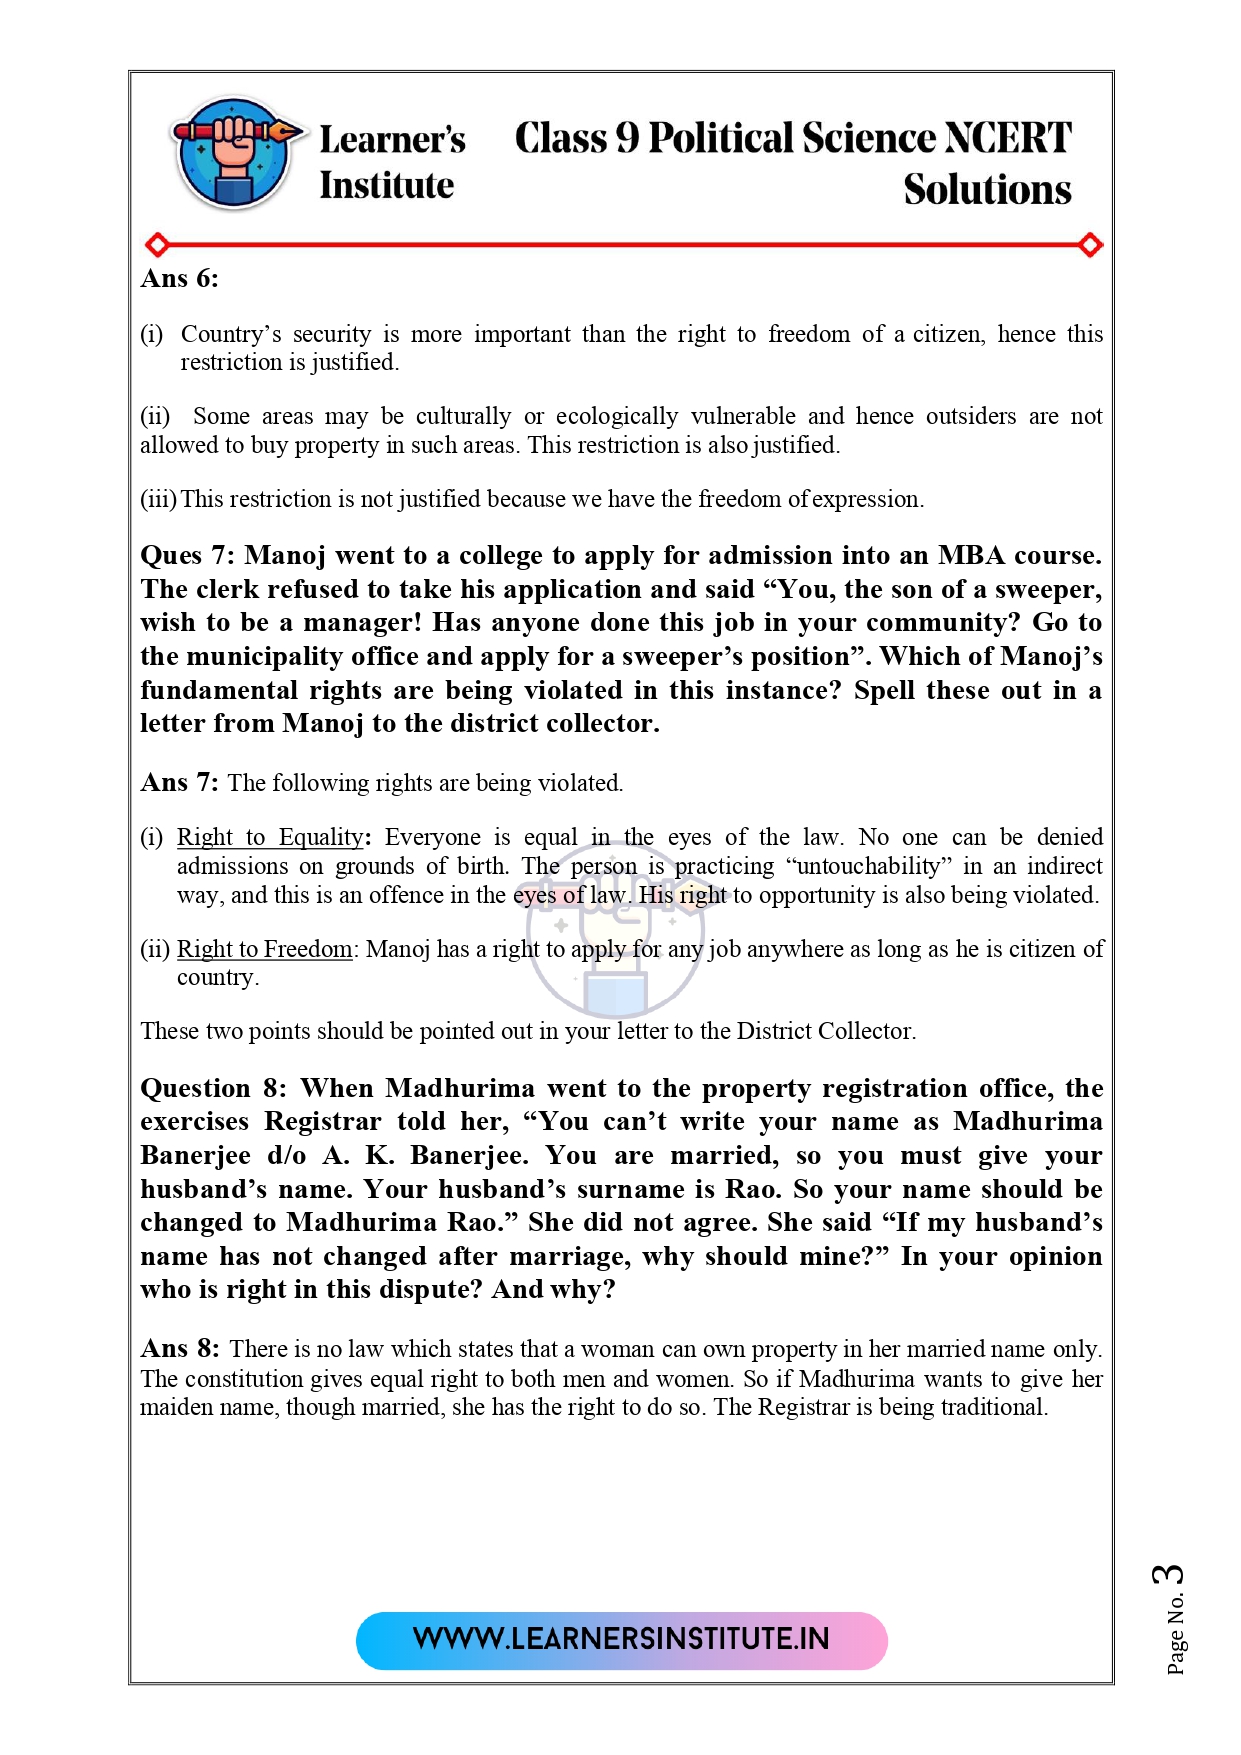 Learner's
Institute
Class 9 Political Science NCERT
Solutions
Ans 6:
(i) Country's security is more important than the right to freedom of a citizen, hence this
restriction is justified.
(ii) Some areas may be culturally or ecologically vulnerable and hence outsiders are not
allowed to buy property in such areas. This restriction is also justified.
(iii) This restriction is not justified because we have the freedom of expression.
Ques 7: Manoj went to a college to apply for admission into an MBA course.
The clerk refused to take his application and said “You, the son of a sweeper,
wish to be a manager! Has anyone done this job in your community? Go to
the municipality office and apply for a sweeper's position”. Which of Manoj's
fundamental rights are being violated in this instance? Spell these out in a
letter from Manoj to the district collector.
Ans 7: The following rights are being violated.
(i) Right to Equality: Everyone is equal in the eyes of the law. No one can be denied
admissions on grounds of birth. The person is practicing “untouchability” in an indirect
way, and this is an offence in the eyes of law. His right to opportunity is also being violated.
(ii) Right to Freedom: Manoj has a right to apply for any job anywhere as long as he is citizen of
country.
These two points should be pointed out in your letter to the District Collector.
Question 8: When Madhurima went to the property registration office, the
exercises Registrar told her, “You can't write your name as Madhurima
Banerjee d/o A. K. Banerjee. You are married, so you must give your
husband's name. Your husband's surname is Rao. So your name should be
changed to Madhurima Rao.” She did not agree. She said “If my husband's
name has not changed after marriage, why should mine?” In your opinion
who is right in this dispute? And why?
Ans 8: There is no law which states that a woman can own property in her married name only.
The constitution gives equal right to both men and women. So if Madhurima wants to give her
maiden name, though married, she has the right to do so. The Registrar is being traditional.
Page No. 3
WWW.LEARNERSINSTITUTE.IN